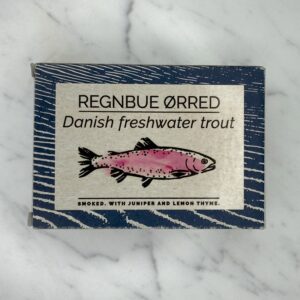 REGNBUE ØRRED
Danish freshwater trout
SMOKED. WITH JUNIPER AND LEMON THYME.